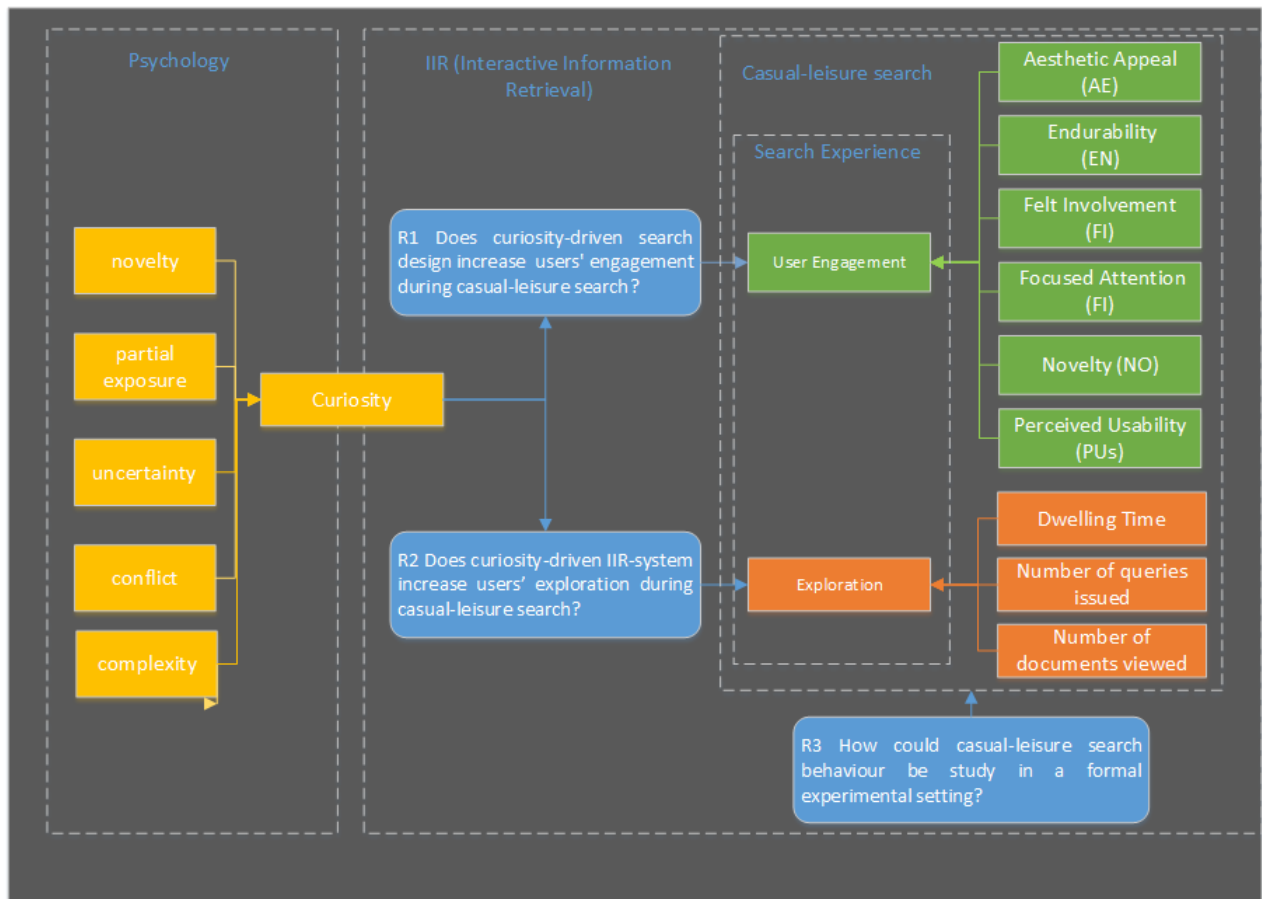 Psychology
IIR (Interactive Information
Retrieval)
Casual-leisure search
Search Experience
novelty
partial
exposure
uncertainty
conflict
complexity
Curiosity
R1 Does curiosity-driven search
design increase users' engagement
during casual-leisure search?
R2 Does curiosity-driven IIR-system
increase users’ exploration during
casual-leisure search?
User Engagement
Exploration
Aesthetic Appeal
(AE)
Endurability
(EN)
Felt Involvement
(FI)
Focused Attention
(FI)
Novelty (NO)
Perceived Usability
(PUs)
Dwelling Time
Number of queries
issued
Number of
documents viewed
R3 How could casual-leisure search
behaviour be study in a formal
experimental setting?